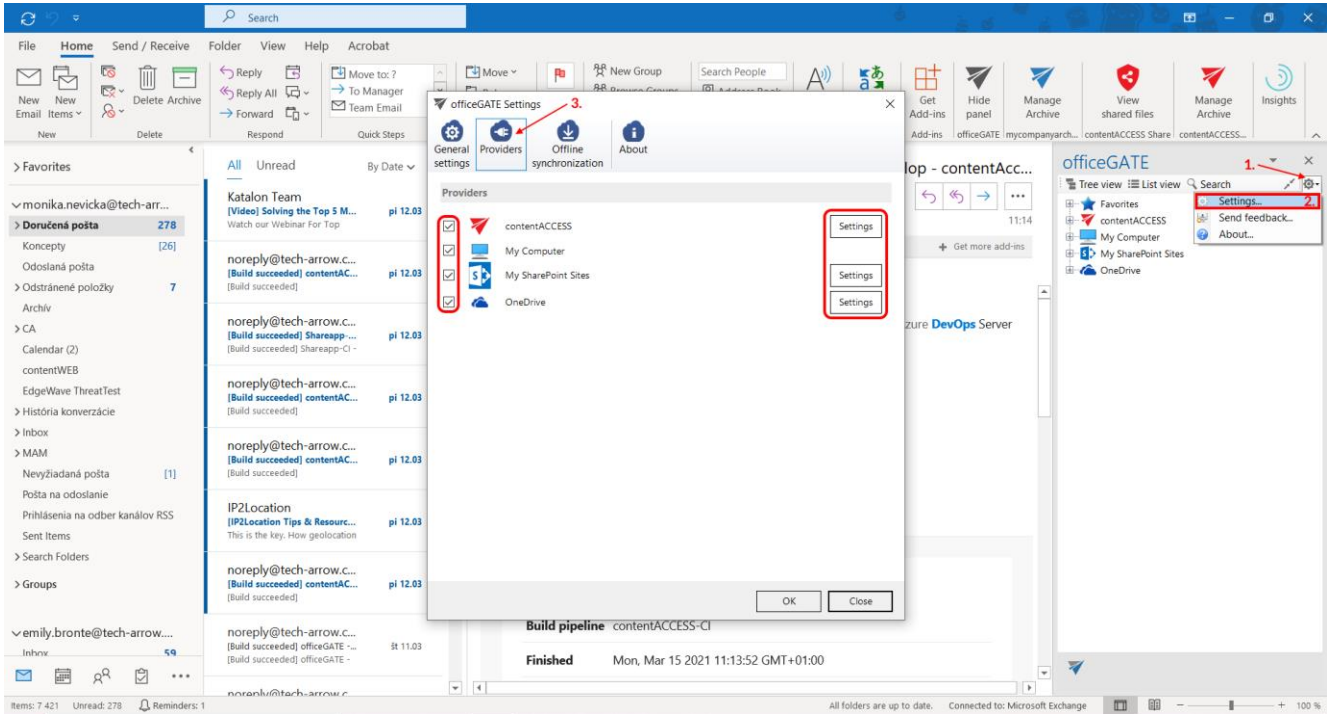 Search
File Home Send / Receive Folder View Help Acrobat
New Email
New Items
Delete Archive
Reply
Reply All
Forward
Move to: ?
To Manager
Team Email
Move
New Group
Browse Groups
Search People
Address Book
Get Add-ins
Hide panel
Manage Archive
View shared files
Manage Archive
Insights
New
Delete
Respond
Quick Steps
Add-ins
officeGATE
mycompanyarch...
contentACCESS Share
contentACCESS...
Favorites
monika.nevicka@tech-arr...
Doručená pošta 278
Koncepty [26]
Odoslaná pošta
Odstránené položky 7
Archív
CA
Calendar (2)
contentWEB
EdgeWave ThreatTest
História konverzácie
Inbox
MAM
Nevyžiadaná pošta [1]
Pošta na odoslanie
Prihlásenia na odber kanálov RSS
Sent Items
Search Folders
Groups
emily.bronte@tech-arrow....
Inbox 59
All Unread By Date
Katalon Team
[Video] Solving the Top 5 M... pi 12.03
Watch our Webinar For Top
noreply@tech-arrow.c...
[Build succeeded] contentAC... pi 12.03
[Build succeeded]
noreply@tech-arrow.c...
[Build succeeded] Shareapp-... pi 12.03
[Build succeeded] Shareapp-CI -
noreply@tech-arrow.c...
[Build succeeded] contentAC... pi 12.03
[Build succeeded]
noreply@tech-arrow.c...
[Build succeeded] contentAC... pi 12.03
[Build succeeded]
IP2Location
[IP2Location Tips & Resourc... pi 12.03
This is the key. How geolocation
noreply@tech-arrow.c...
[Build succeeded] contentAC... pi 12.03
[Build succeeded]
noreply@tech-arrow.c...
[Build succeeded] officeGATE -... št 11.03
[Build succeeded] officeGATE -
noreply@tech-arrow.c
officeGATE Settings
3.
General settings
Providers
Offline synchronization
About
Providers
contentACCESS Settings
My Computer
My SharePoint Sites Settings
OneDrive Settings
OK Close
lop - contentAcc...
11:14
Get more add-ins
zure DevOps Server
Build pipeline contentACCESS-CI
Finished Mon, Mar 15 2021 11:13:52 GMT+01:00
officeGATE
1.
Tree view List view Search
Favorites
contentACCESS
My Computer
My SharePoint Sites
OneDrive
Settings... 2.
Send feedback...
About...
Items: 7 421 Unread: 278 Reminders: 1
All folders are up to date. Connected to: Microsoft Exchange 100 %